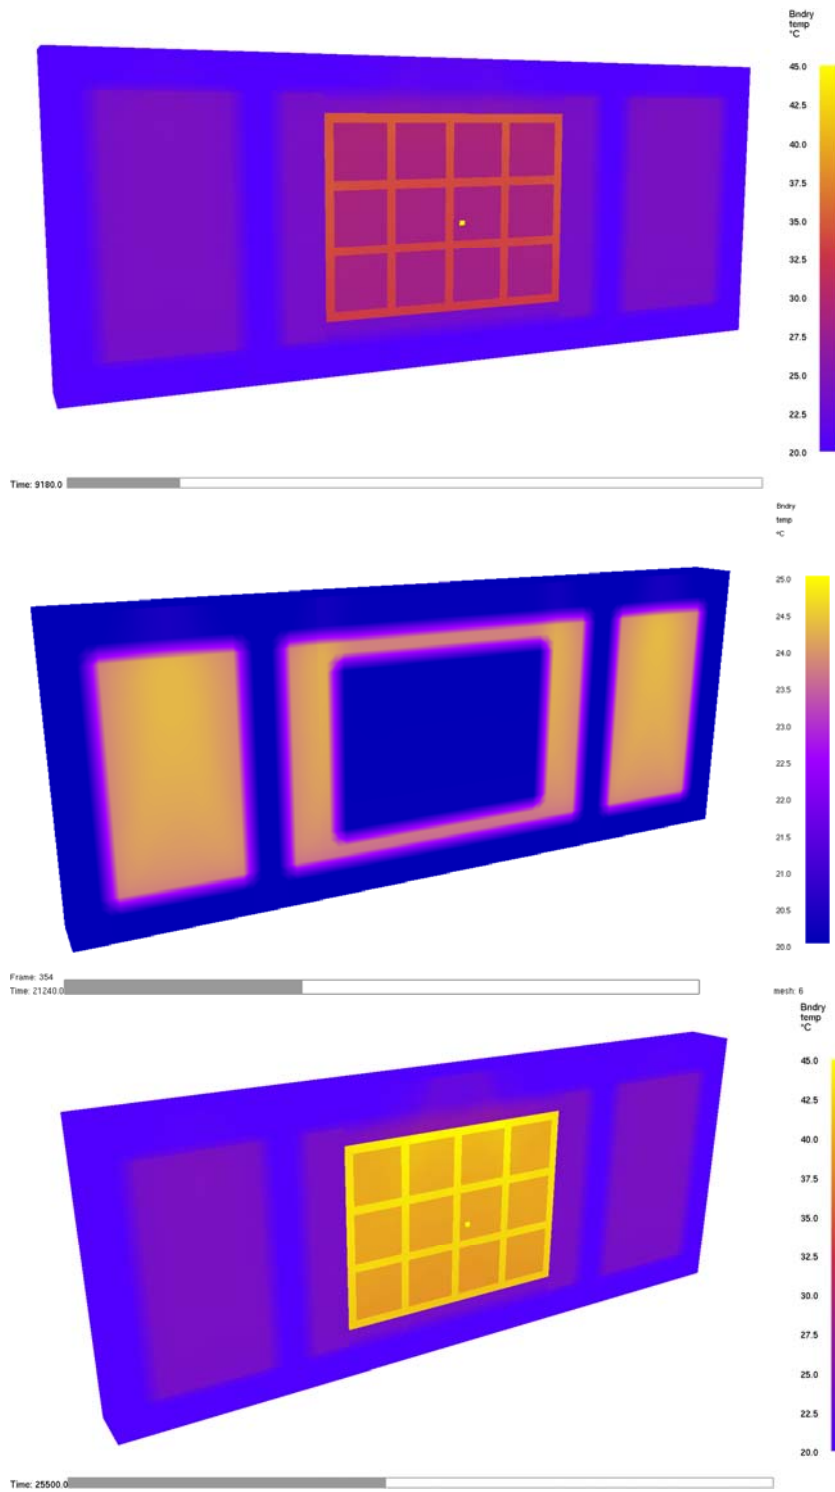 Bndry
temp
°C
45.0
42.5
40.0
37.5
35.0
32.5
30.0
27.5
25.0
22.5
20.0
Time: 9180.0
Bndry
temp
°C
25.0
24.5
24.0
23.5
23.0
22.5
22.0
21.5
21.0
20.5
20.0
Frame: 354
Time: 21240.0
mesh: 6
Bndry
temp
°C
45.0
42.5
40.0
37.5
35.0
32.5
30.0
27.5
25.0
22.5
20.0
Time: 25500.0